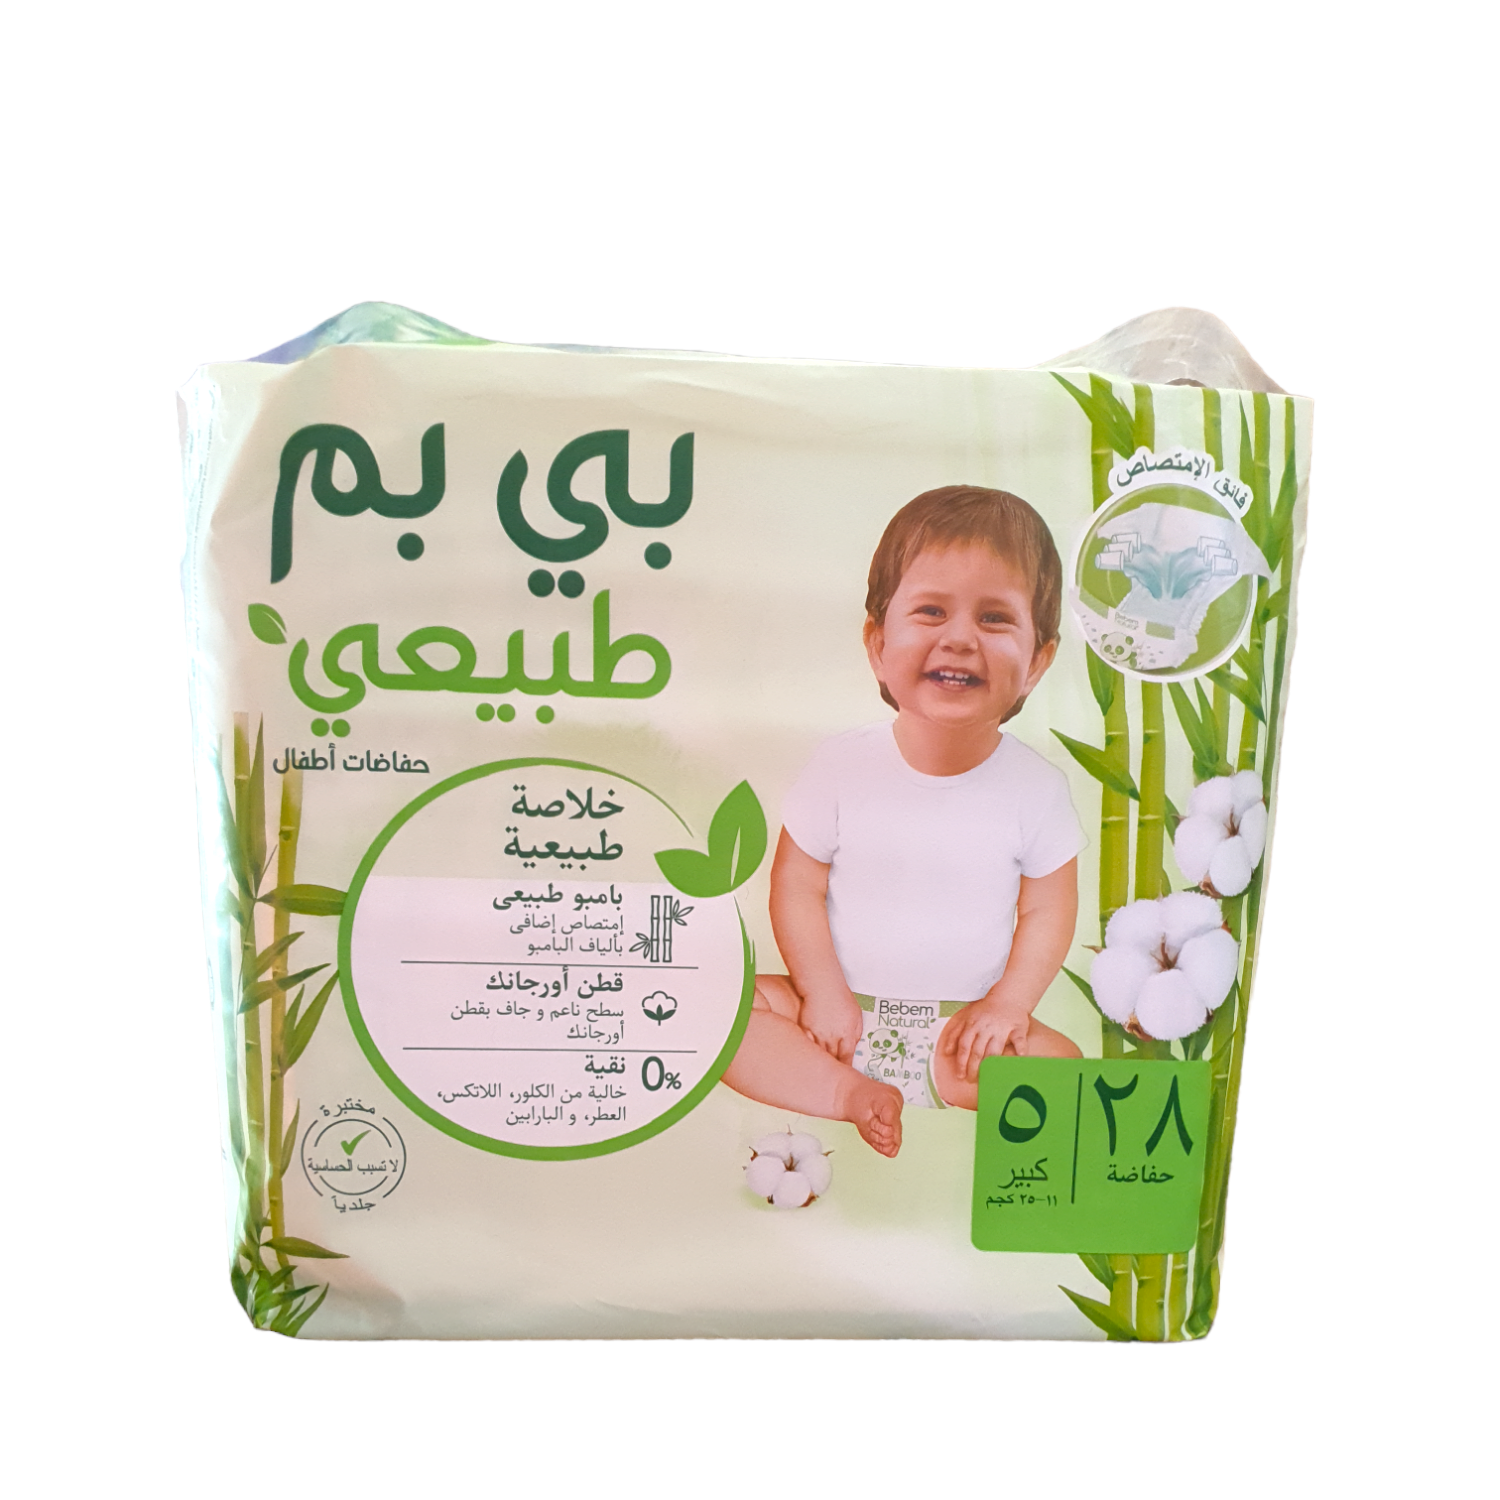 بي بم
طبيعي
حفاضات أطفال
فائق الإمتصاص
خلاصة
طبيعية
بامبو طبيعى
إمتصاص إضافى
بألياف البامبو
قطن أورجانك
سطح ناعم و جاف بقطن
أورجانك
0%
نقية
خالية من الكلور، اللاتكس،
العطر، و البارابين
مختبرة
لا تسبب الحساسية
جلدياً
Bebem
Natural
BAMBOO
٢٨
حفاضة
٥
كبير
١١-٢٥ كجم